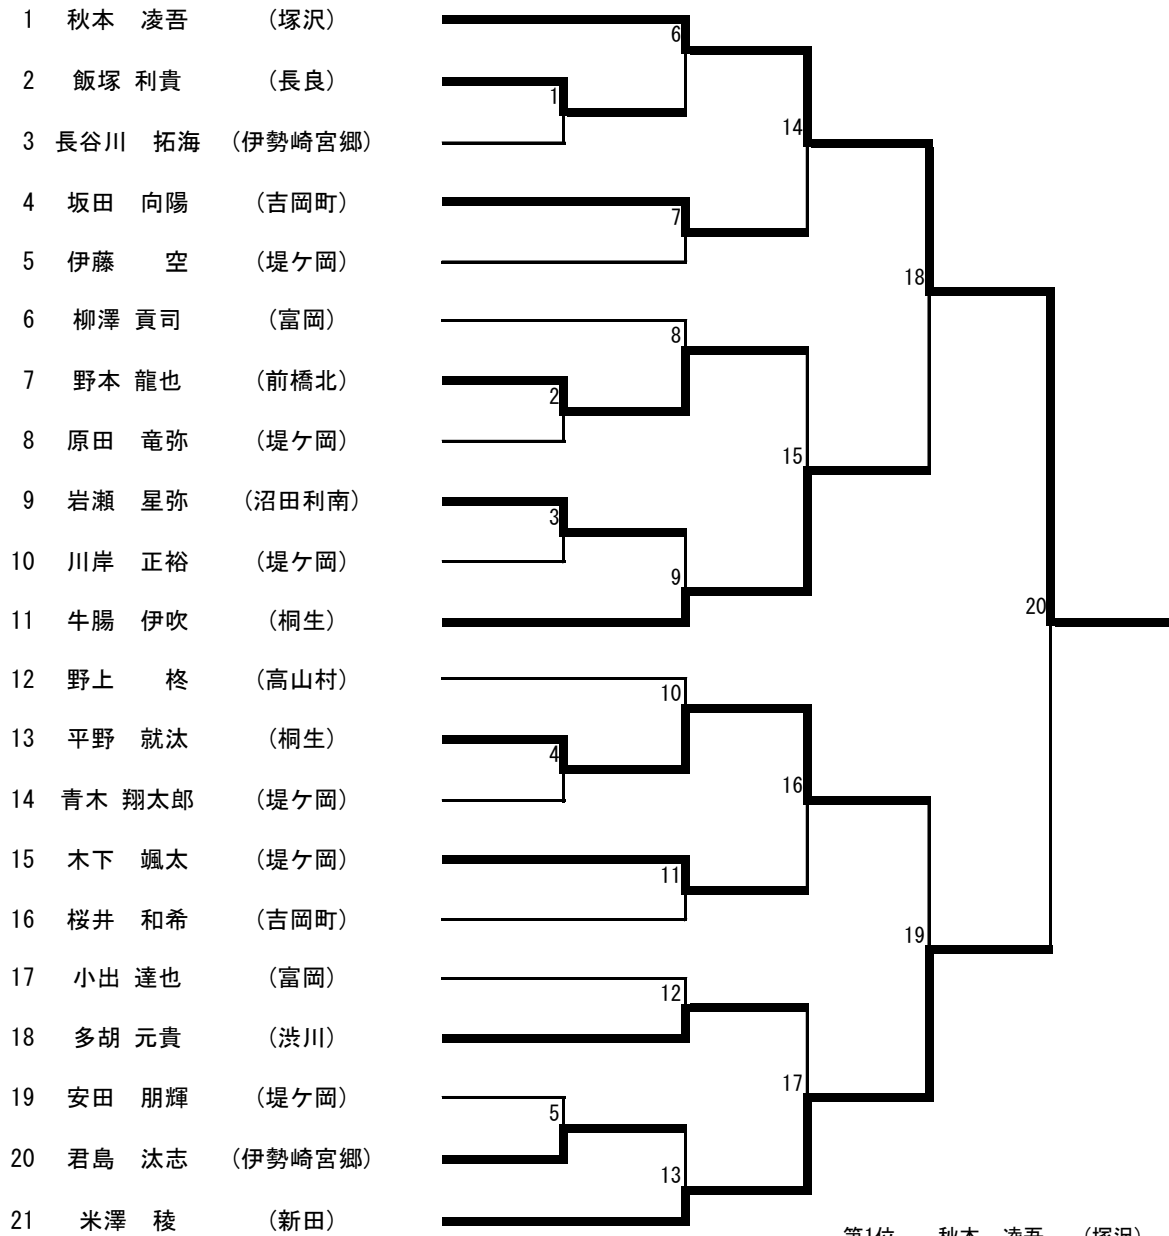 1 秋本 凌吾 (塚沢)
2 飯塚 利貴 (長良)
3 長谷川 拓海 (伊勢崎宮郷)
4 坂田 向陽 (吉岡町)
5 伊藤 空 (堤ケ岡)
6 柳澤 貢司 (富岡)
7 野本 龍也 (前橋北)
8 原田 竜弥 (堤ケ岡)
9 岩瀬 星弥 (沼田利南)
10 川岸 正裕 (堤ケ岡)
11 牛腸 伊吹 (桐生)
12 野上 柊 (高山村)
13 平野 就汰 (桐生)
14 青木 翔太郎 (堤ケ岡)
15 木下 颯太 (堤ケ岡)
16 桜井 和希 (吉岡町)
17 小出 達也 (富岡)
18 多胡 元貴 (渋川)
19 安田 朋輝 (堤ケ岡)
20 君島 汰志 (伊勢崎宮郷)
21 米澤 稜 (新田)
1
2
3
4
5
6
7
8
9
10
11
12
13
14
15
16
17
18
19
20
第1位 秋本 凌吾 (塚沢)